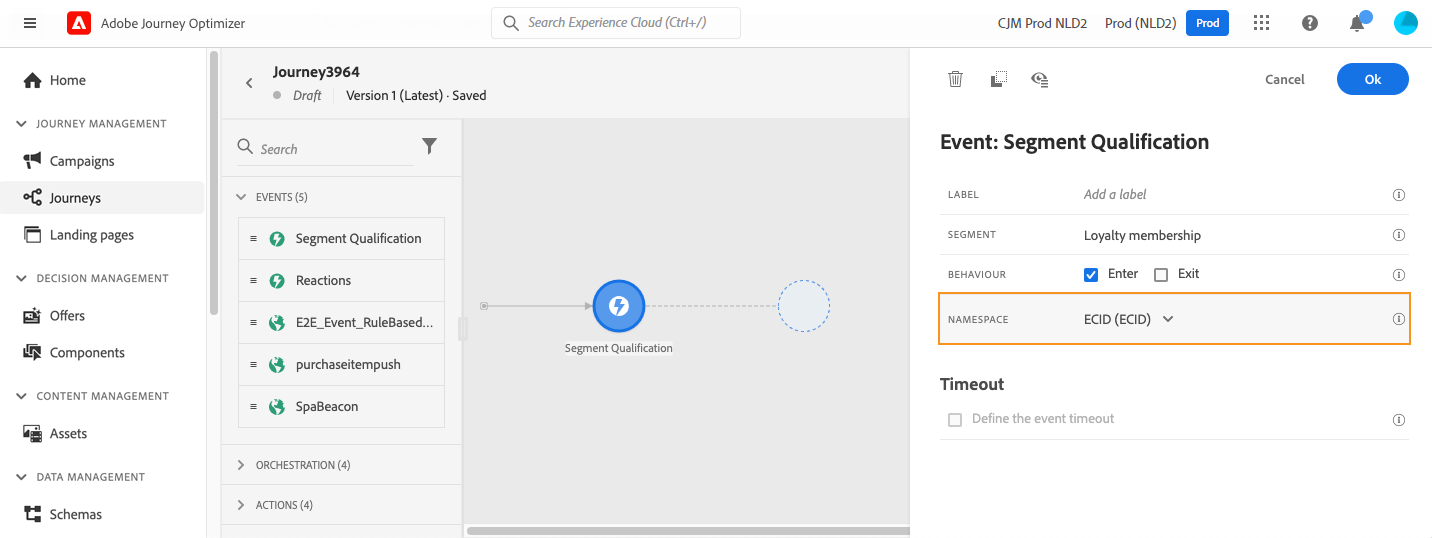 Adobe Journey Optimizer
Search Experience Cloud (Ctrl+/)
CJM Prod NLD2
Prod (NLD2)
Prod
Home
JOURNEY MANAGEMENT
Campaigns
Journeys
Landing pages
DECISION MANAGEMENT
Offers
Components
CONTENT MANAGEMENT
Assets
DATA MANAGEMENT
Schemas
Journey3964
Draft
Version 1 (Latest) · Saved
Search
EVENTS (5)
Segment Qualification
Reactions
E2E_Event_RuleBased...
purchaseitempush
SpaBeacon
ORCHESTRATION (4)
ACTIONS (4)
Segment Qualification
Cancel
Ok
Event: Segment Qualification
LABEL Add a label
SEGMENT Loyalty membership
BEHAVIOUR Enter Exit
NAMESPACE ECID (ECID)
Timeout
Define the event timeout